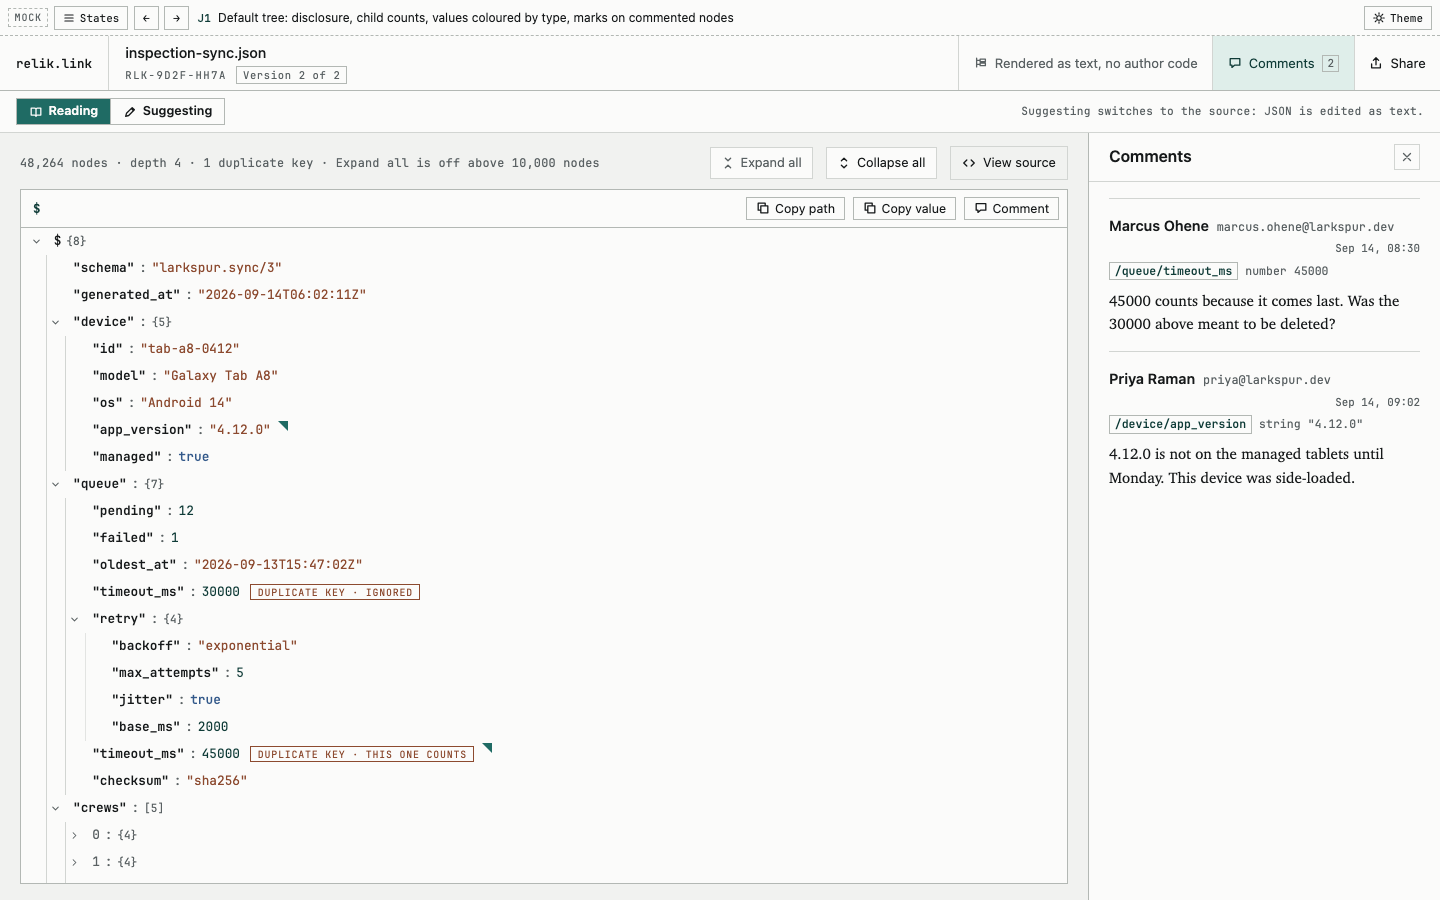 MOCK States ← → J1 Default tree: disclosure, child counts, values coloured by type, marks on commented nodes Theme
relik.link
inspection-sync.json
RLK-9D2F-HH7A Version 2 of 2
Rendered as text, no author code
Comments 2
Share
Reading Suggesting
Suggesting switches to the source: JSON is edited as text.
48,264 nodes · depth 4 · 1 duplicate key · Expand all is off above 10,000 nodes
Expand all Collapse all View source
$ Copy path Copy value Comment
$ {8}
"schema" : "larkspur.sync/3"
"generated_at" : "2026-09-14T06:02:11Z"
"device" : {5}
"id" : "tab-a8-0412"
"model" : "Galaxy Tab A8"
"os" : "Android 14"
"app_version" : "4.12.0"
"managed" : true
"queue" : {7}
"pending" : 12
"failed" : 1
"oldest_at" : "2026-09-13T15:47:02Z"
"timeout_ms" : 30000 DUPLICATE KEY · IGNORED
"retry" : {4}
"backoff" : "exponential"
"max_attempts" : 5
"jitter" : true
"base_ms" : 2000
"timeout_ms" : 45000 DUPLICATE KEY · THIS ONE COUNTS
"checksum" : "sha256"
"crews" : [5]
0 : {4}
1 : {4}
Comments
Marcus Ohene marcus.ohene@larkspur.dev
Sep 14, 08:30
/queue/timeout_ms number 45000
45000 counts because it comes last. Was the
30000 above meant to be deleted?
Priya Raman priya@larkspur.dev
Sep 14, 09:02
/device/app_version string "4.12.0"
4.12.0 is not on the managed tablets until
Monday. This device was side-loaded.